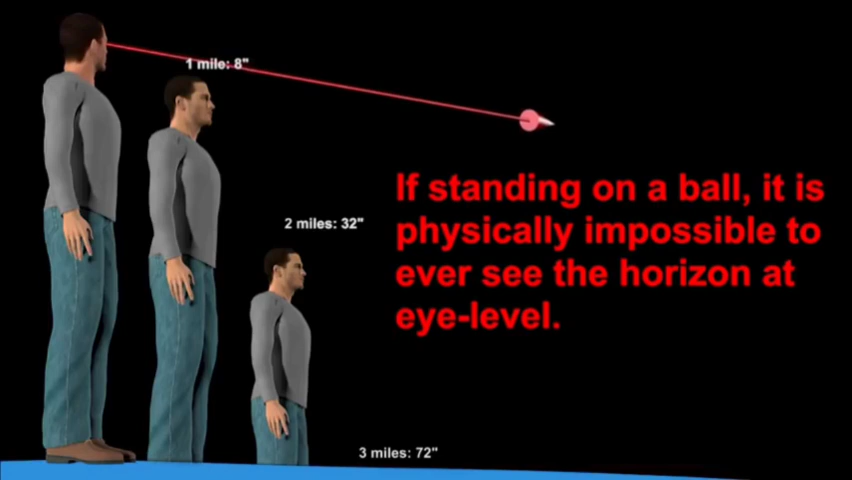 1 mile: 8"
If standing on a ball, it is
physically impossible to
ever see the horizon at
eye-level.
2 miles: 32"
3 miles: 72"